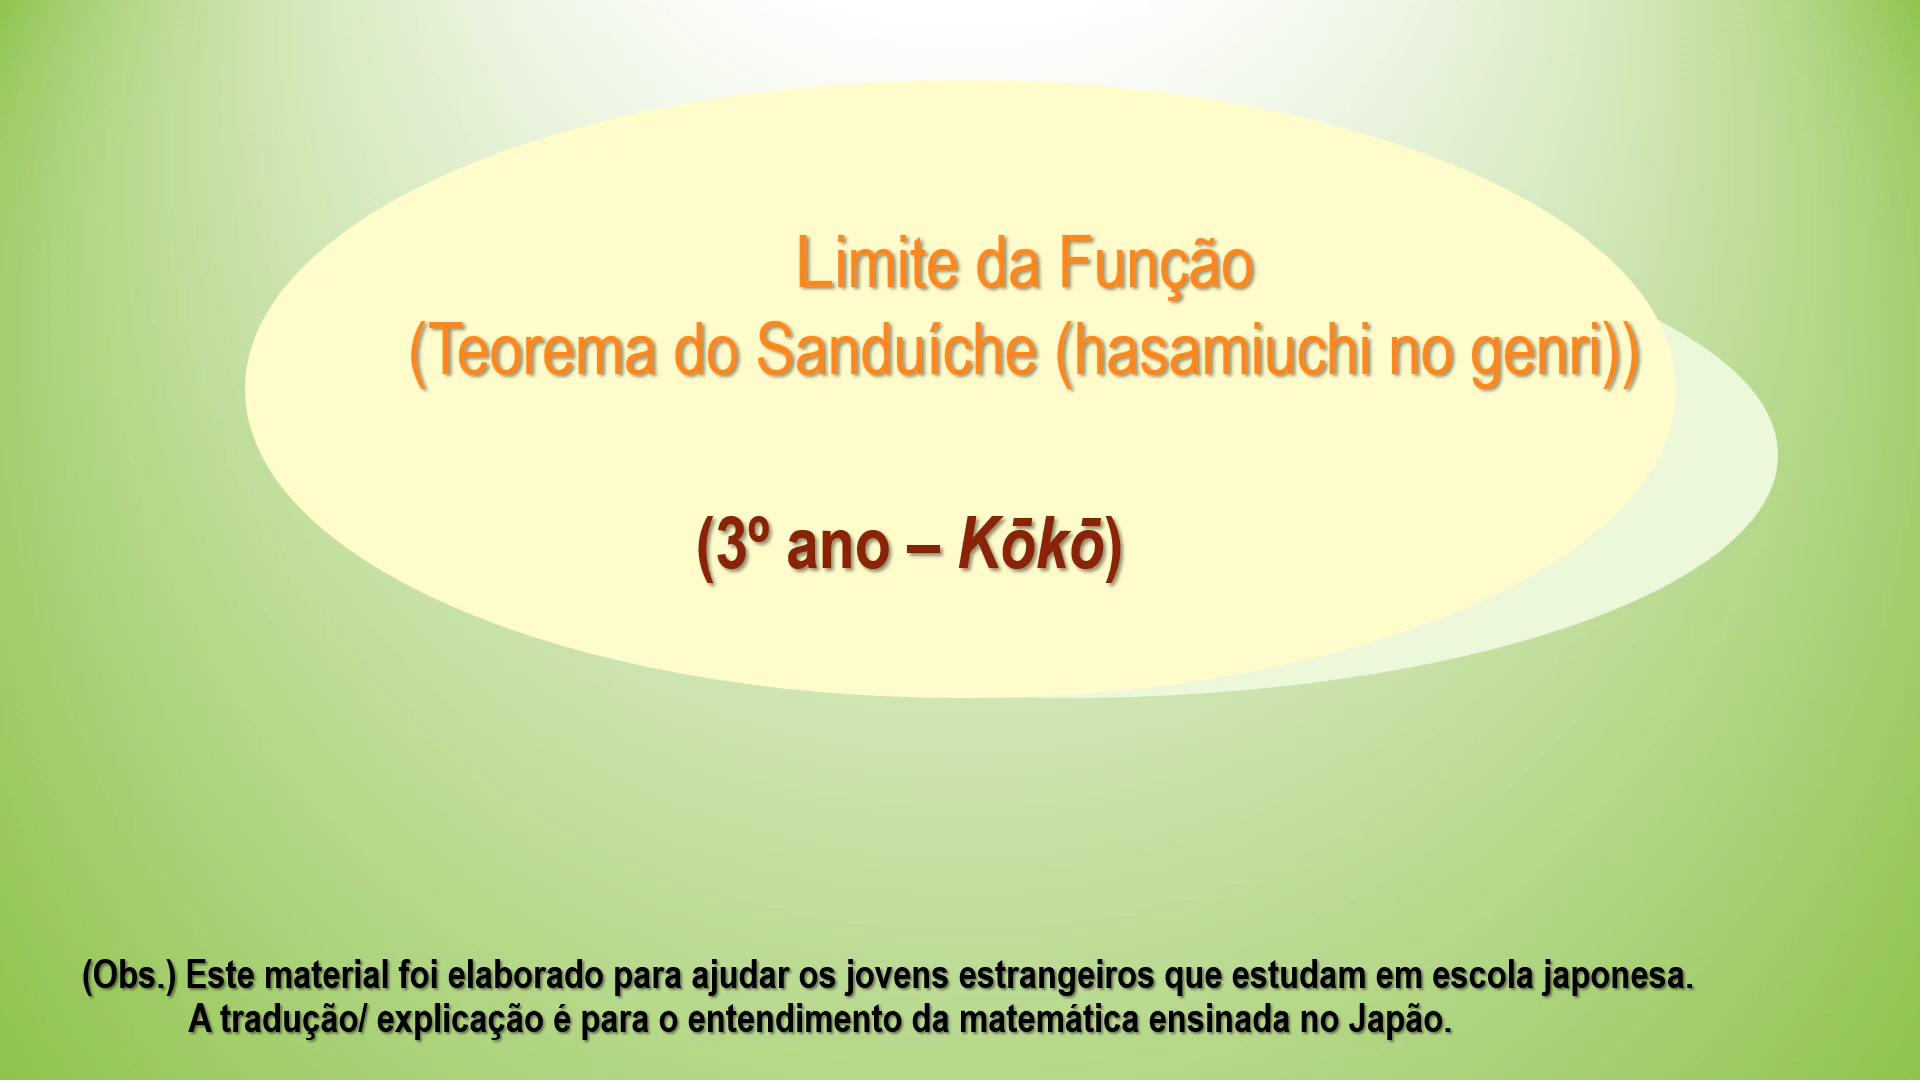 Limite da Função
(Teorema do Sanduíche (hasamiuchi no genri))
(3º ano – Kōkō)
(Obs.) Este material foi elaborado para ajudar os jovens estrangeiros que estudam em escola japonesa.
A tradução/ explicação é para o entendimento da matemática ensinada no Japão.